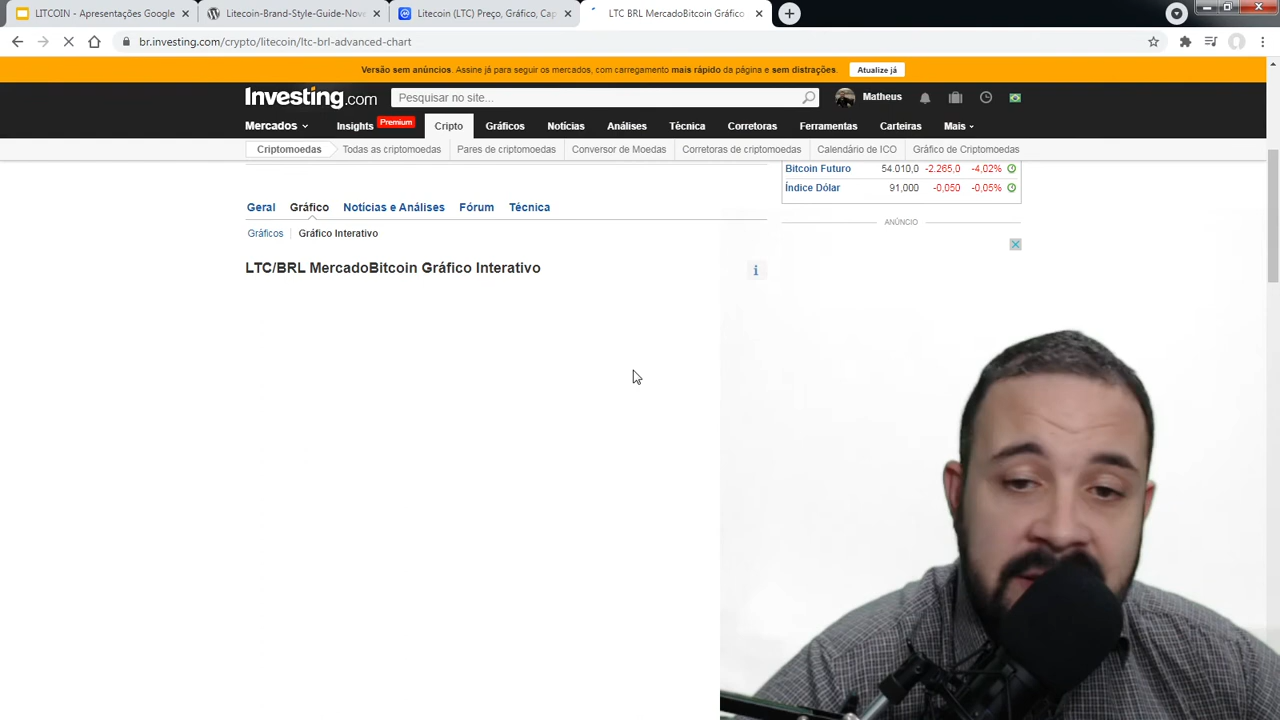 LITCOIN - Apresentações Google
Litecoin-Brand-Style-Guide-Nove
Litecoin (LTC) Preço, Gráfico, Cap
LTC BRL MercadoBitcoin Gráfico
br.investing.com/crypto/litecoin/ltc-brl-advanced-chart
Versão sem anúncios. Assine já para seguir os mercados, com carregamento mais rápido da página e sem distrações.
Atualize já
Investing.com
Pesquisar no site...
Matheus
Mercados
Insights
Premium
Cripto
Gráficos
Notícias
Análises
Técnica
Corretoras
Ferramentas
Carteiras
Mais
Criptomoedas
Todas as criptomoedas
Pares de criptomoedas
Conversor de Moedas
Corretoras de criptomoedas
Calendário de ICO
Gráfico de Criptomoedas
Bitcoin Futuro 54.010,0 -2.265,0 -4,02%
Índice Dólar 91,000 -0,050 -0,05%
Geral
Gráfico
Notícias e Análises
Fórum
Técnica
ANÚNCIO
Gráficos
Gráfico Interativo
LTC/BRL MercadoBitcoin Gráfico Interativo